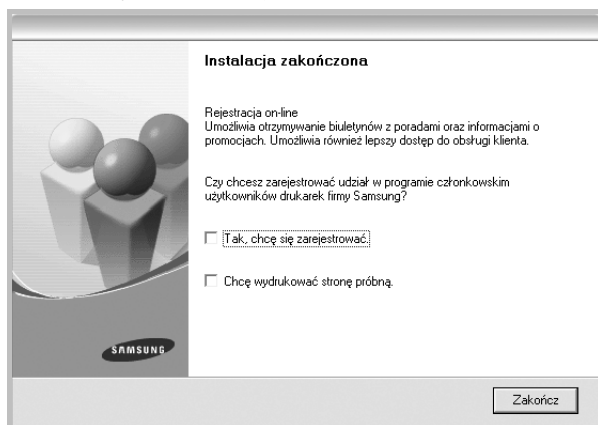 Instalacja zakończona
Rejestracja on-line
Umożliwia otrzymywanie biuletynów z poradami oraz informacjami o
promocjach. Umożliwia również lepszy dostęp do obsługi klienta.
Czy chcesz zarejestrować udział w programie członkowskim
użytkowników drukarek firmy Samsung?
Tak, chcę się zarejestrować.
Chcę wydrukować stronę próbną.
SAMSUNG
Zakończ